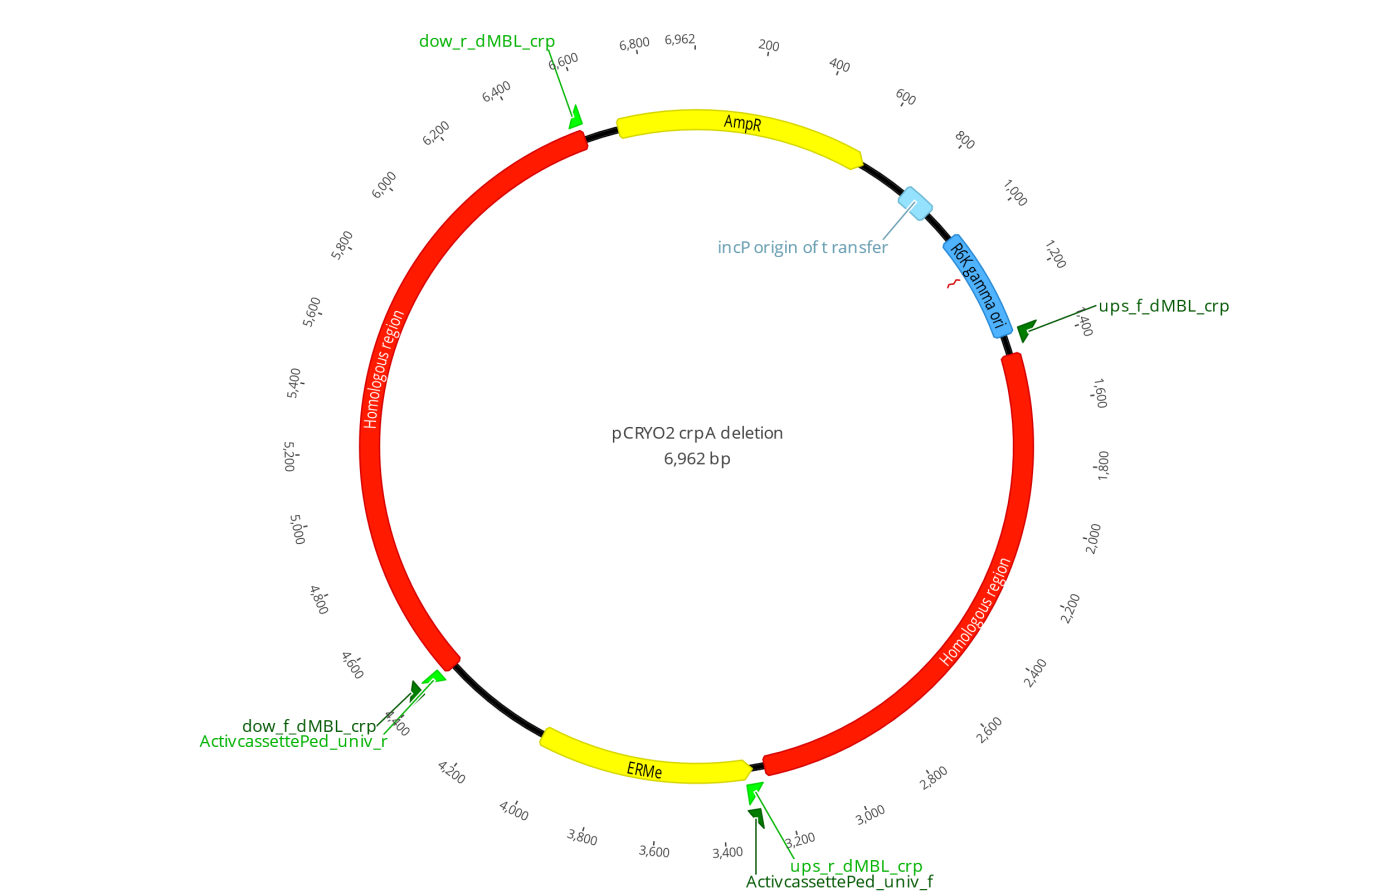 dow_r_dMBL_crp
6,962
6,800
200
6,600
400
6,400
600
AmpR
6,200
800
6,000
1,000
5,800
incP origin of t ransfer
1,200
R6K gamma ori
5,600
ups_f_dMBL_crp
400
Homologous region
5,400
1,600
pCRYO2 crpA deletion
5,200
6,962 bp
1,800
5,000
2,000
4,800
Homologous region
2,200
4,600
2,400
dow_f_dMBL_crp
4,400
ActivcassettePed_univ_r
2,600
ERMe
4,200
2,800
4,000
3,000
3,800
3,600
3,400
3,200
ups_r_dMBL_crp
ActivcassettePed_univ_f